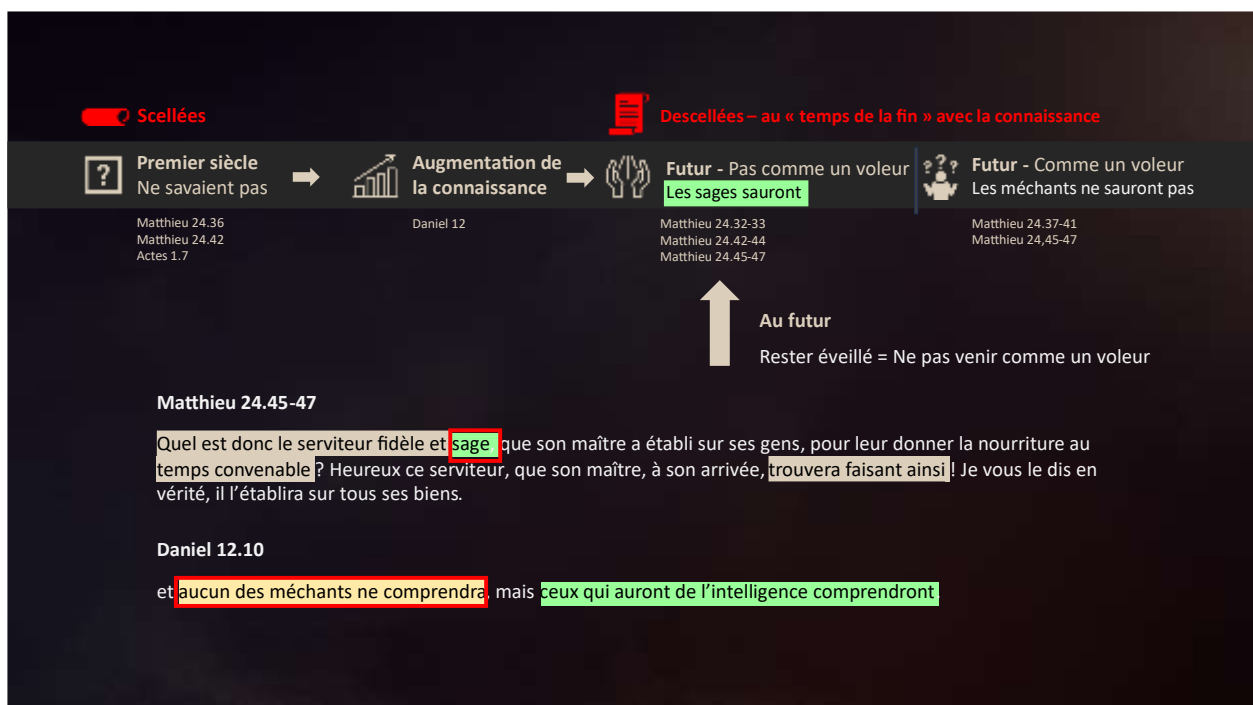 Scellées
Descellées – au « temps de la fin » avec la connaissance
Premier siècle
Ne savaient pas
Augmentation de
la connaissance
Futur - Pas comme un voleur
Les sages sauront
Futur - Comme un voleur
Les méchants ne sauront pas
Matthieu 24.36
Matthieu 24.42
Actes 1.7
Daniel 12
Matthieu 24.32-33
Matthieu 24.42-44
Matthieu 24.45-47
Matthieu 24.37-41
Matthieu 24,45-47
Au futur
Rester éveillé = Ne pas venir comme un voleur
Matthieu 24.45-47
Quel est donc le serviteur fidèle et sage que son maître a établi sur ses gens, pour leur donner la nourriture au
temps convenable ? Heureux ce serviteur, que son maître, à son arrivée, trouvera faisant ainsi ! Je vous le dis en
vérité, il l’établira sur tous ses biens.
Daniel 12.10
et aucun des méchants ne comprendra, mais ceux qui auront de l’intelligence comprendront.